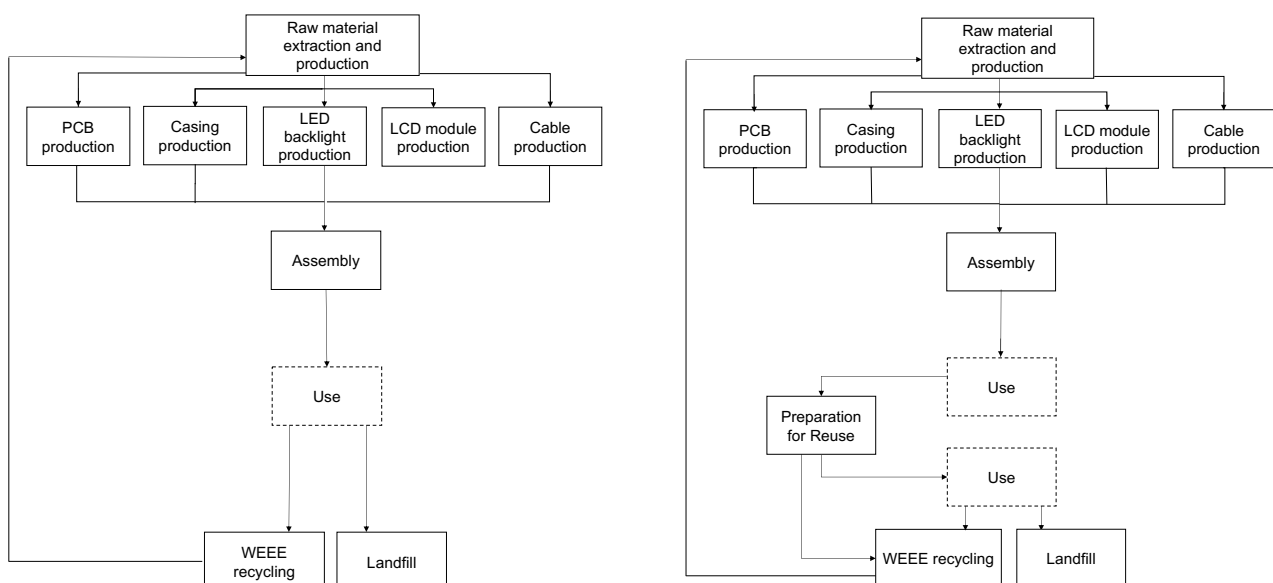 Raw material
extraction and
production
PCB
production
Casing
production
LED
backlight
production
LCD module
production
Cable
production
Assembly
Use
WEEE
recycling
Landfill
Raw material
extraction and
production
PCB
production
Casing
production
LED
backlight
production
LCD module
production
Cable
production
Assembly
Use
Preparation
for Reuse
Use
WEEE recycling
Landfill